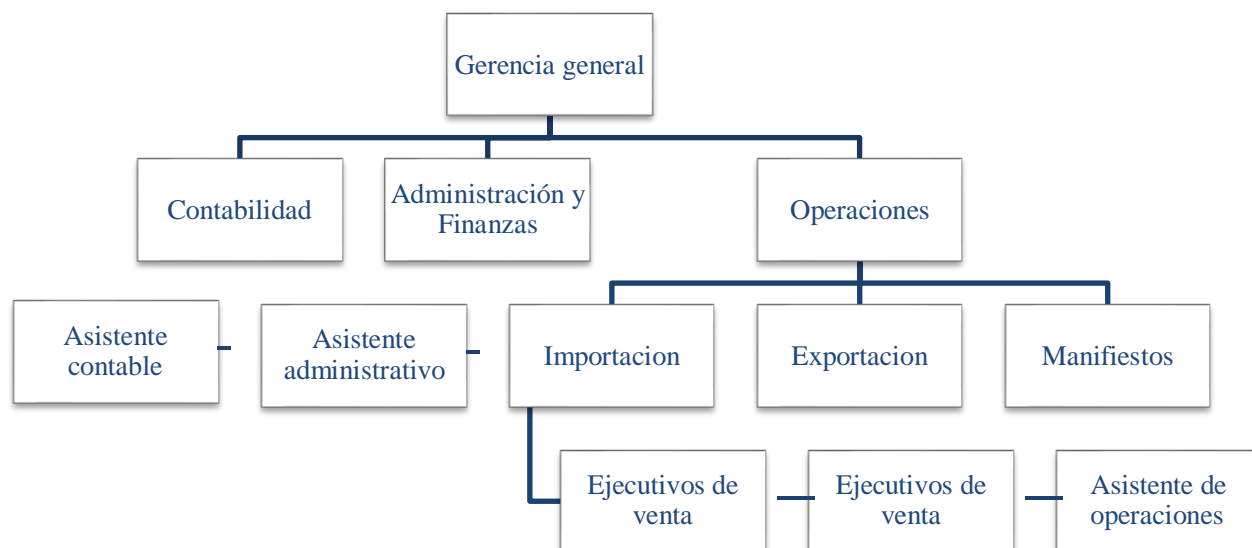 Gerencia general
Contabilidad
Administración y
Finanzas
Operaciones
Asistente
contable
Asistente
administrativo
Importacion
Exportacion
Manifiestos
Ejecutivos de
venta
Ejecutivos de
venta
Asistente de
operaciones